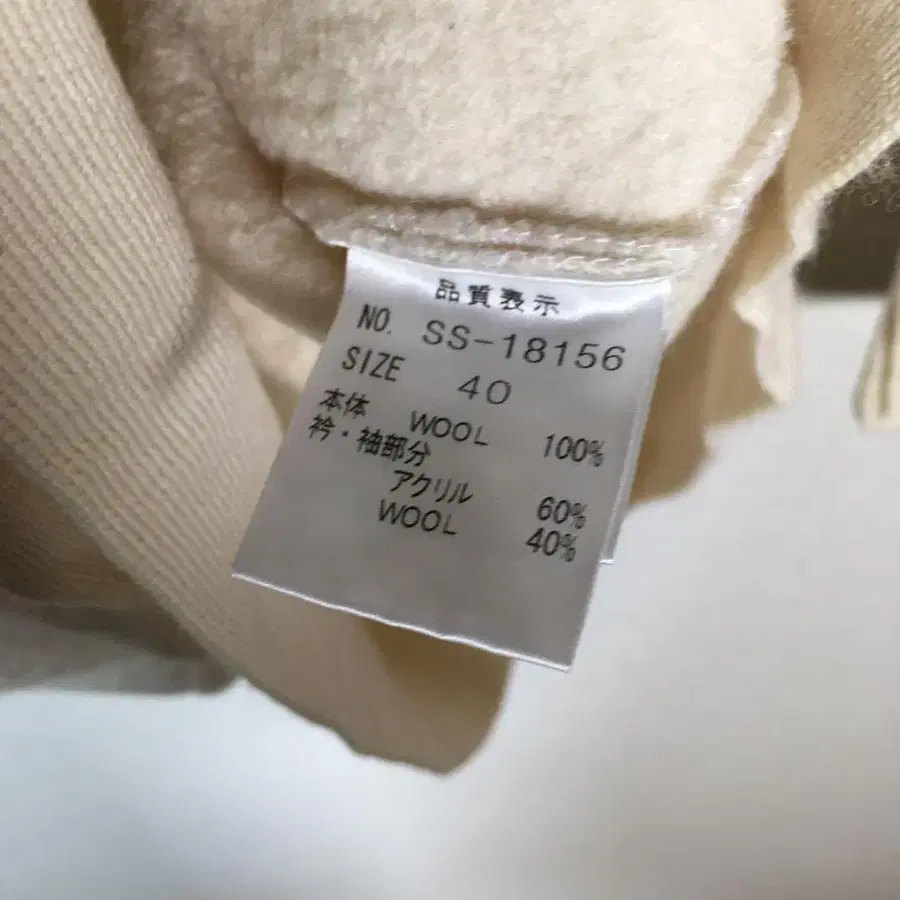 品質表示
NO. SS-18156
SIZE 40
本体 WOOL 100%
衿・袖部分
アクリル 60%
WOOL 40%